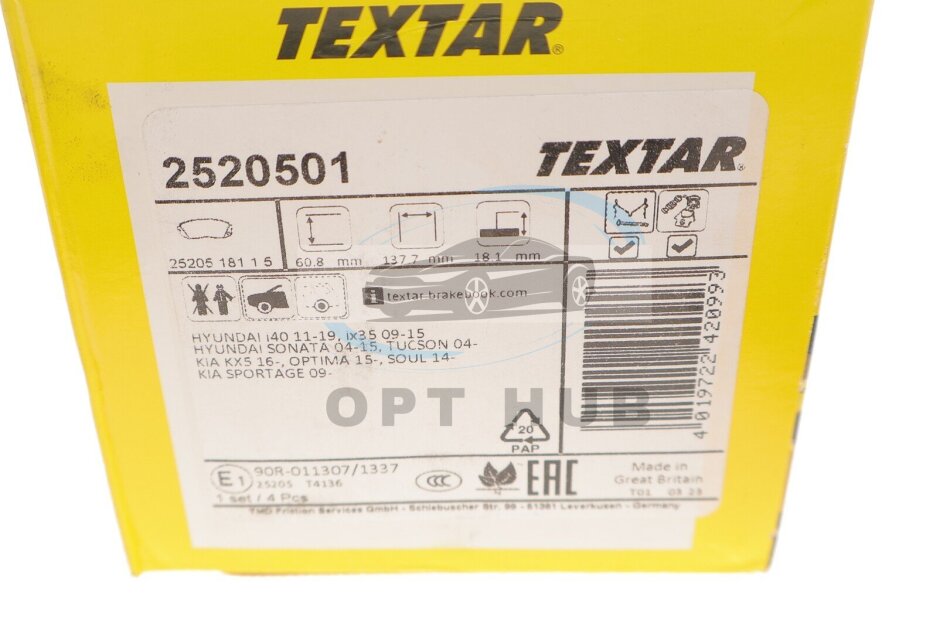 TEXTAR®
2520501
TEXTAR®
25205 181 1 5
60.8 mm
137.7 mm
18.1 mm
i textar.brakebook.com
HYUNDAI i40 11-19, ix35 09-15
HYUNDAI SONATA 04-15, TUCSON 04-
KIA KX5 16-, OPTIMA 15-, SOUL 14-
KIA SPORTAGE 09-
OPT HUB
4 019722 420993
20
PAP
E1
90R-011307/1337
25205 T4136
1 set / 4 Pcs
CCC
EAC
Made in
Great Britain
T01 03 23
TMD Friction Services GmbH - Schlebuscher Str. 99 - 51381 Leverkusen - Germany